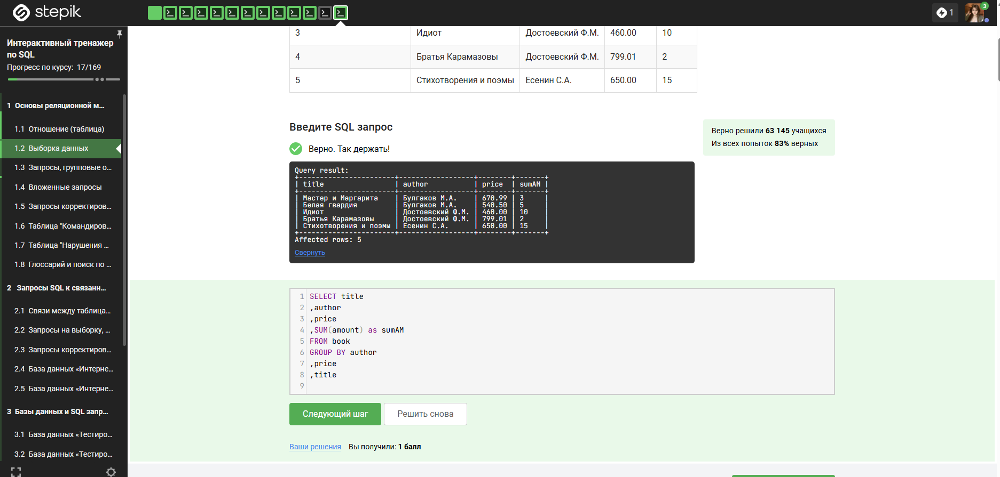 stepik
1
3
Интерактивный тренажер
по SQL
Прогресс по курсу: 17/169
1 Основы реляционной м...
1.1 Отношение (таблица)
1.2 Выборка данных
1.3 Запросы, групповые о...
1.4 Вложенные запросы
1.5 Запросы корректиров...
1.6 Таблица "Командиров...
1.7 Таблица "Нарушения ...
1.8 Глоссарий и поиск по ...
2 Запросы SQL к связанн...
2.1 Связи между таблица...
2.2 Запросы на выборку, ...
2.3 Запросы корректиров...
2.4 База данных «Интерне...
2.5 База данных «Интерне...
3 Базы данных и SQL запр...
3.1 База данных «Тестиро...
3.2 База данных «Тестиро...
3 Идиот Достоевский Ф.М. 460.00 10
4 Братья Карамазовы Достоевский Ф.М. 799.01 2
5 Стихотворения и поэмы Есенин С.А. 650.00 15
Введите SQL запрос
Верно. Так держать!
Верно решили 63 145 учащихся
Из всех попыток 83% верных
Query result:
+-----------------------+------------------+--------+-------+
| title                 | author           | price  | sumAM |
+-----------------------+------------------+--------+-------+
| Мастер и Маргарита    | Булгаков М.А.    | 670.99 | 3     |
| Белая гвардия         | Булгаков М.А.    | 540.50 | 5     |
| Идиот                 | Достоевский Ф.М. | 460.00 | 10    |
| Братья Карамазовы     | Достоевский Ф.М. | 799.01 | 2     |
| Стихотворения и поэмы | Есенин С.А.      | 650.00 | 15    |
+-----------------------+------------------+--------+-------+
Affected rows: 5
Свернуть
1 SELECT title
2 ,author
3 ,price
4 ,SUM(amount) as sumAM
5 FROM book
6 GROUP BY author
7 ,price
8 ,title
9
Следующий шаг
Решить снова
Ваши решения Вы получили: 1 балл